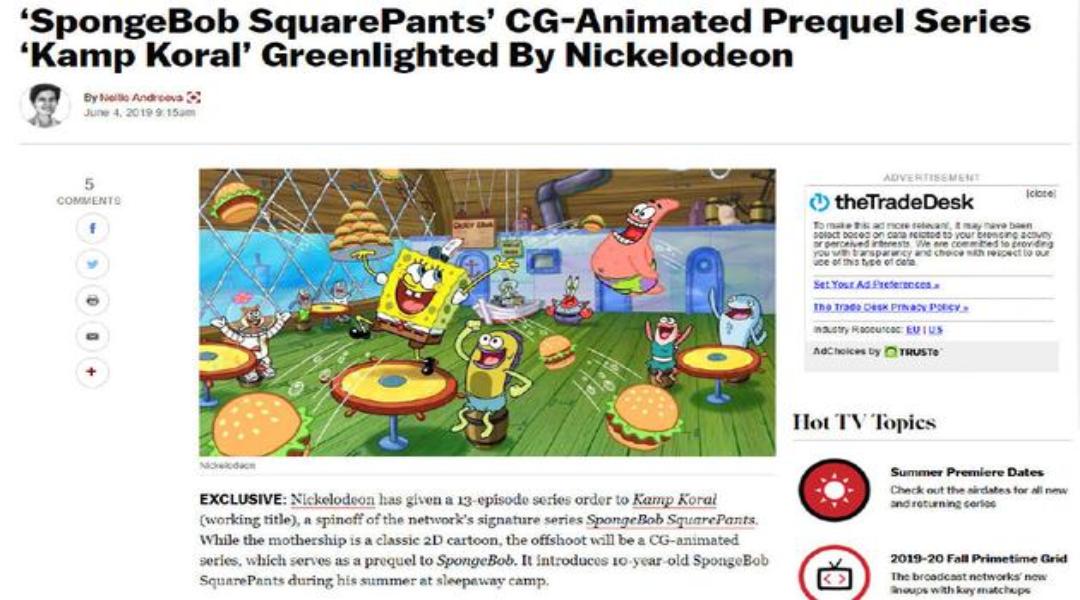 ‘SpongeBob SquarePants’ CG-Animated Prequel Series
‘Kamp Koral’ Greenlighted By Nickelodeon
By Nellie Andreeva
June 4, 2019 9:15am
5
COMMENTS
Nickelodeon
EXCLUSIVE: Nickelodeon has given a 13-episode series order to Kamp Koral
(working title), a spinoff of the network’s signature series SpongeBob SquarePants.
While the mothership is a classic 2D cartoon, the offshoot will be a CG-animated
series, which serves as a prequel to SpongeBob. It introduces 10-year-old SpongeBob
SquarePants during his summer at sleepaway camp.
ADVERTISEMENT
[close]
theTradeDesk
To make this ad more relevant, it may have been
select based on data related to your browsing activity
or perceived interests. We are committed to providing
you with transparency and choice with respect to our
use of this type of data.
Set Your Ad Preferences »
The Trade Desk Privacy Policy »
Industry Resources: EU | US
AdChoices by TRUSTe
Hot TV Topics
Summer Premiere Dates
Check out the airdates for all new
and returning series
2019-20 Fall Primetime Grid
The broadcast networks’ new
lineups with key matchups